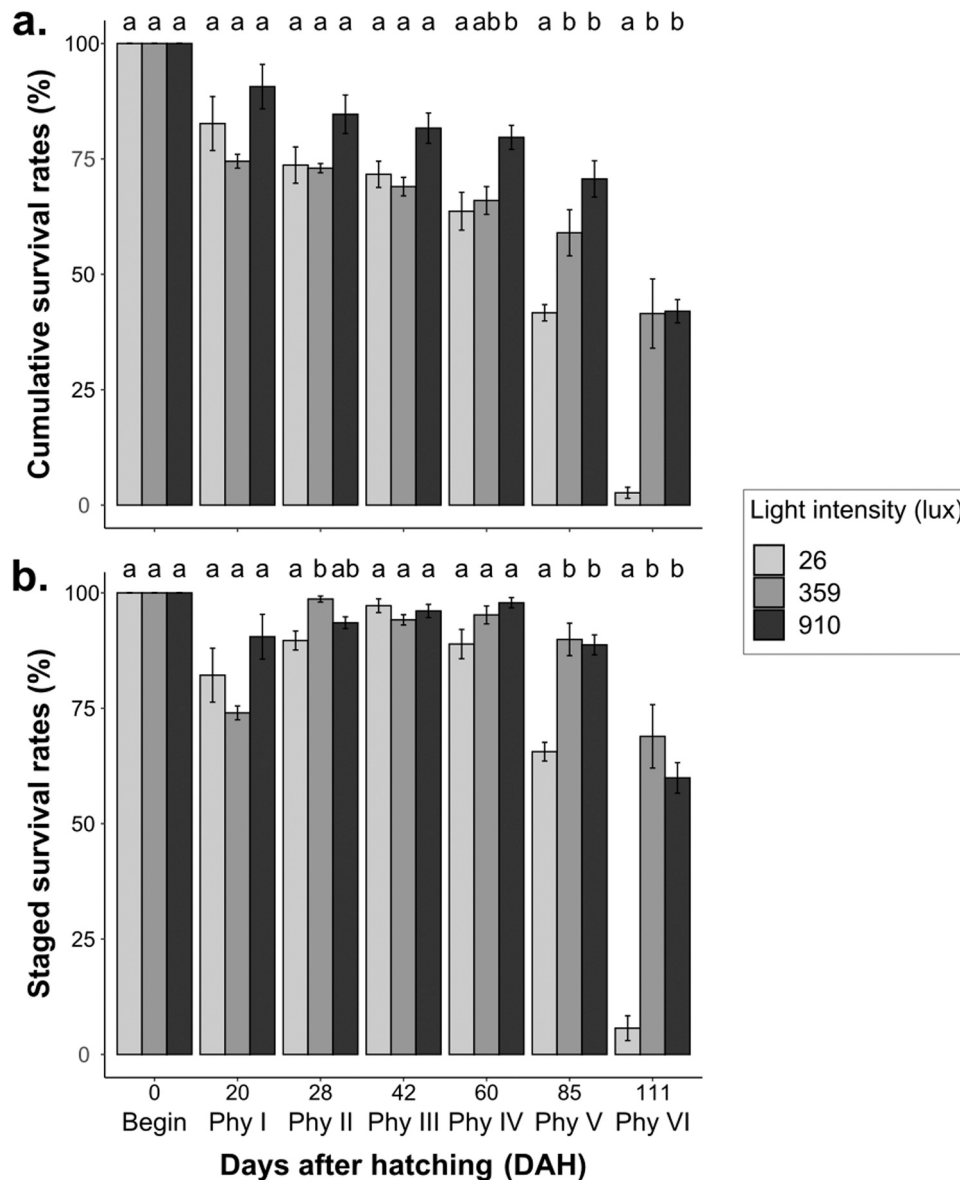 a.
a a a a a a a a a a a a a ab b a b b a b b
Cumulative survival rates (%)
100
75
50
25
0
Light intensity (lux)
26
359
910
b.
a a a a a a a b ab a a a a a a a b b a b b
Staged survival rates (%)
100
75
50
25
0
0 20 28 42 60 85 111
Begin Phy I Phy II Phy III Phy IV Phy V Phy VI
Days after hatching (DAH)